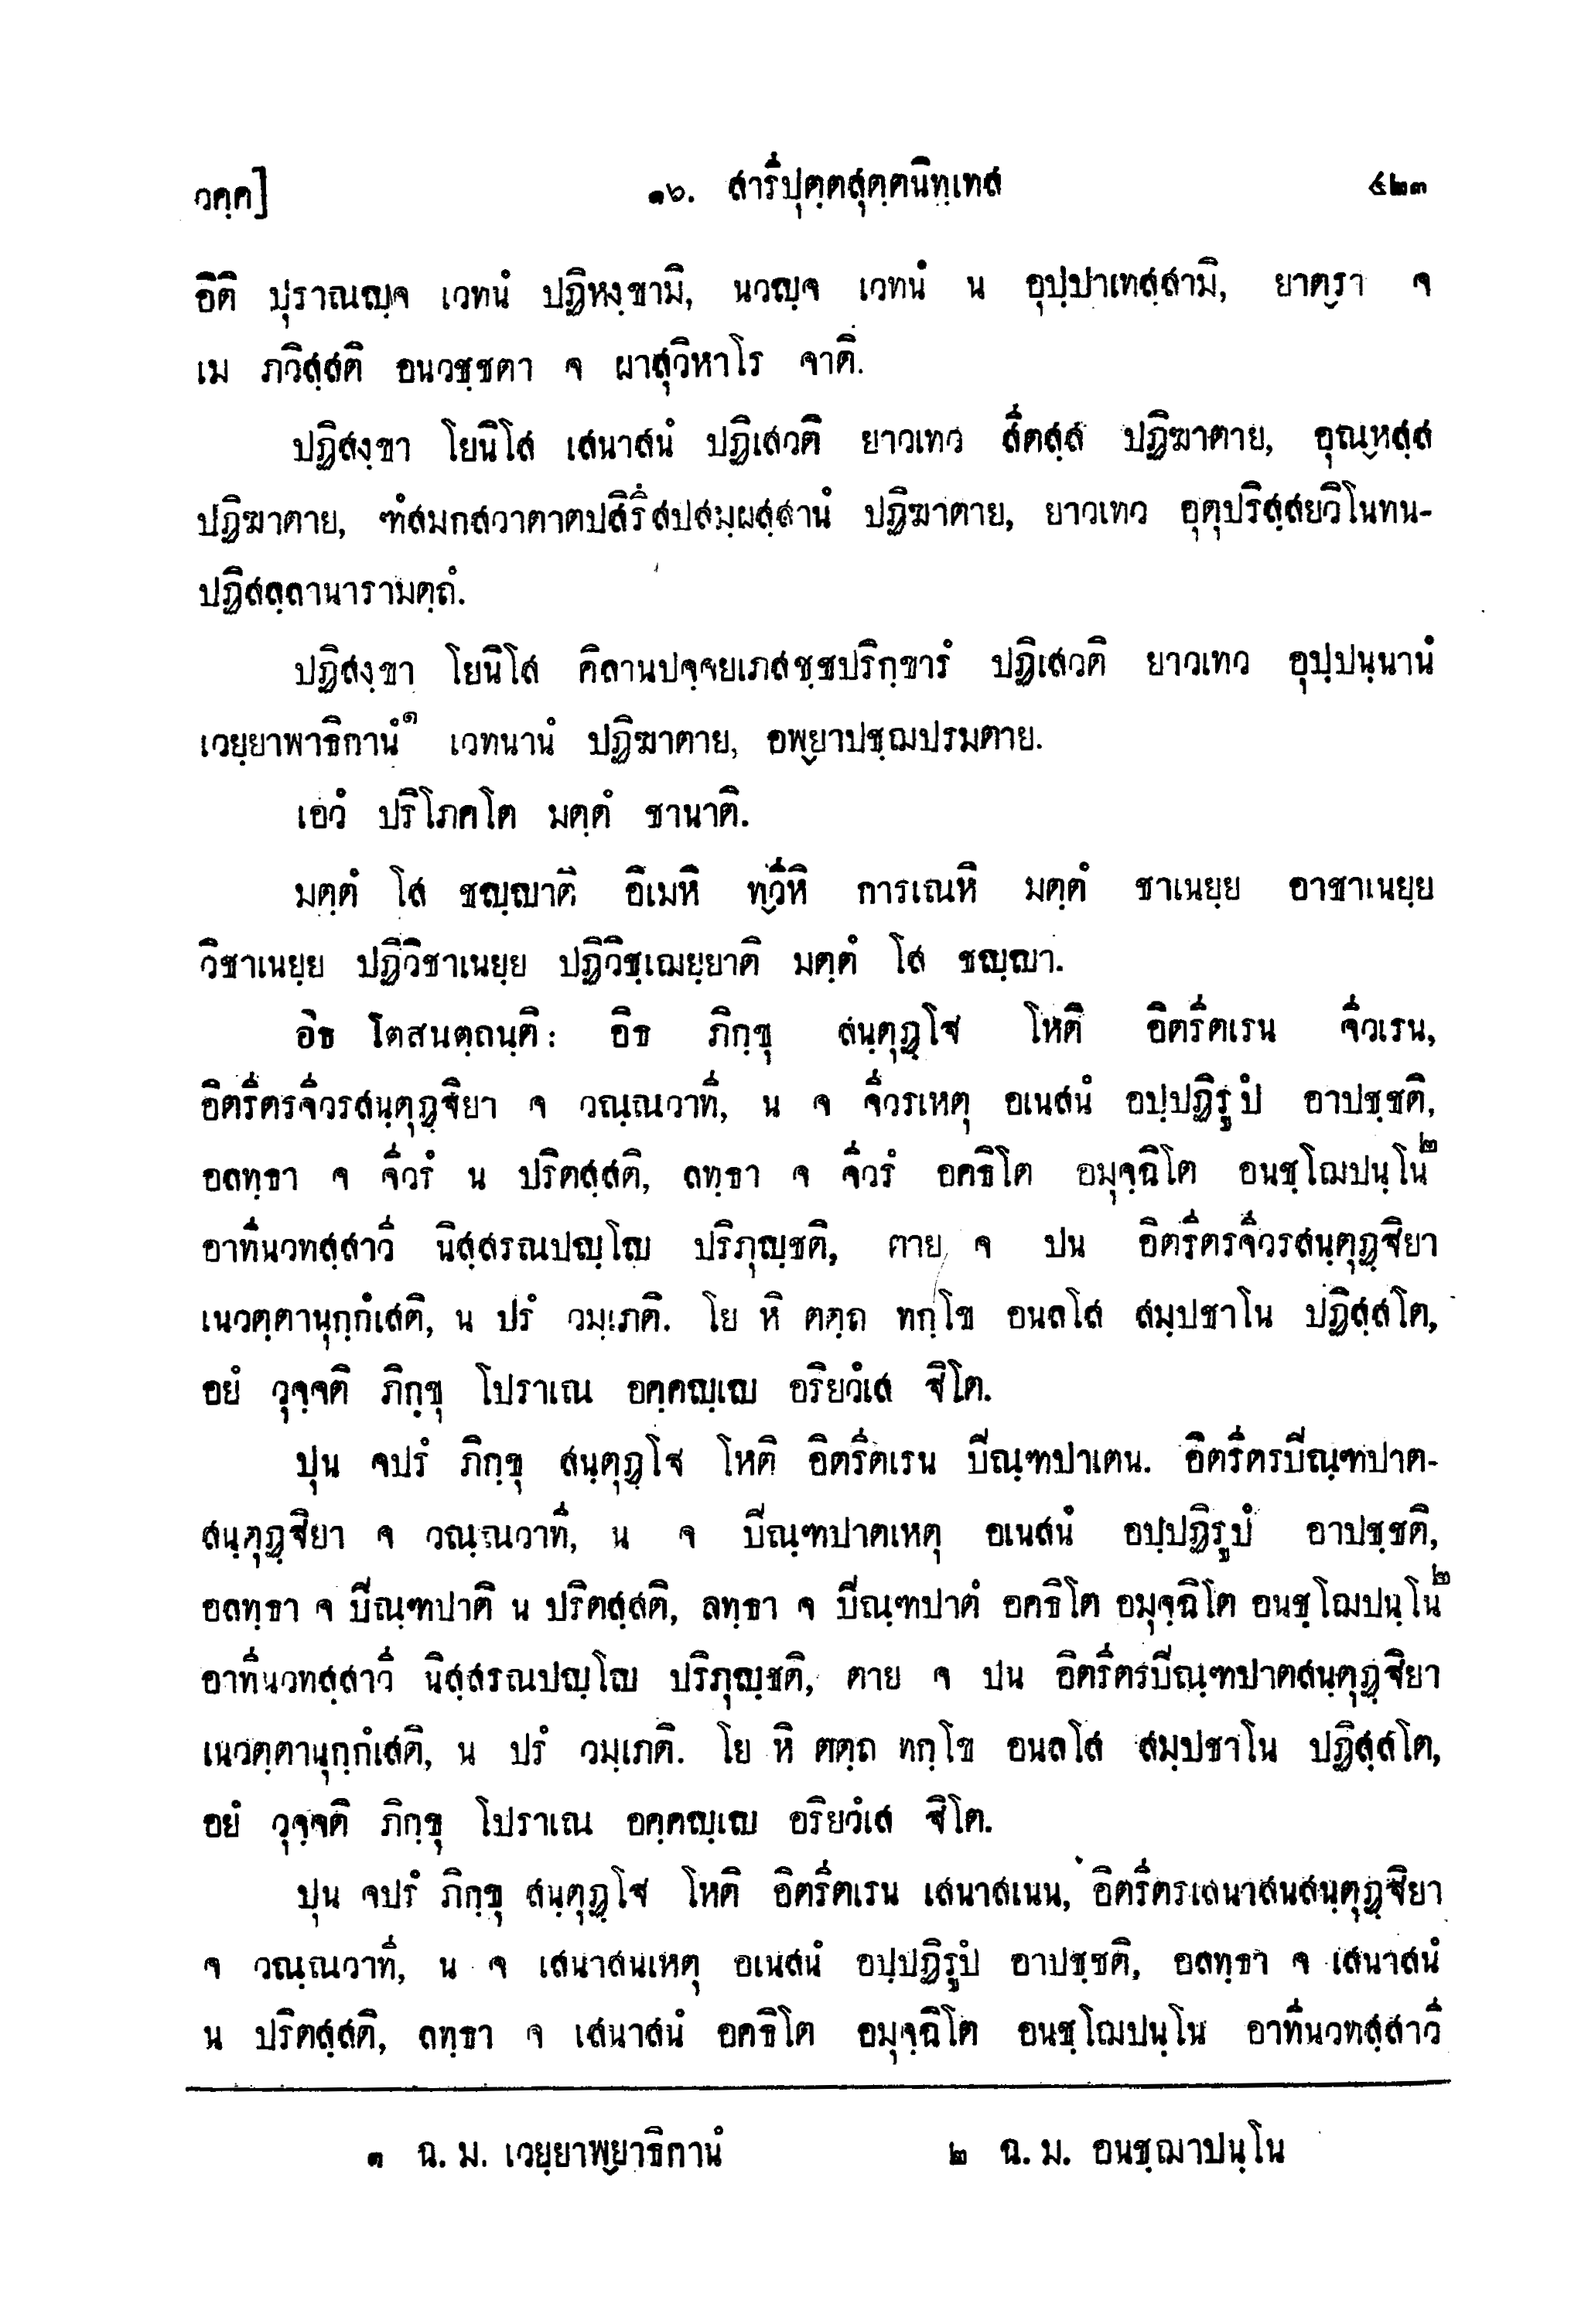 วคฺค]
๑๖. สารีปุตฺตสุตฺตนิทฺเทส
๕๒๓
อิติ ปุราณญฺจ เวทนํ ปฏิหงฺขามิ, นวญฺจ เวทนํ น อุปฺปาเทสฺสามิ, ยาตฺรา จ
เม ภวิสฺสติ อนวชฺชตา จ ผาสุวิหาโร จาติ.
ปฏิสงฺขา โยนิโส เสนาสนํ ปฏิเสวติ ยาวเทว สีตสฺส ปฏิฆาตาย, อุณฺหสฺส
ปฏิฆาตาย, ฑํสมกสวาตาตปสิรีสปสมฺผสฺสานํ ปฏิฆาตาย, ยาวเทว อุตุปริสฺสยวิโนทน-
ปฏิสลฺลานารามตฺถํ.
ปฏิสงฺขา โยนิโส คิลานปจฺจยเภสชฺชปริกฺขารํ ปฏิเสวติ ยาวเทว อุปฺปนฺนานํ
เวยฺยาพาธิกานํ๑ เวทนานํ ปฏิฆาตาย, อพฺยาปชฺฌปรมตาย.
เอวํ ปริโภคโต มตฺตํ ชานาติ.
มตฺตํ โส ชญฺญาติ อิเมหิ ทฺวีหิ การเณหิ มตฺตํ ชาเนยฺย อาชาเนยฺย
วิชาเนยฺย ปฏิวิชาเนยฺย ปฏิวิชฺเฌยฺยาติ มตฺตํ โส ชญฺญา.
อิธ โตสนตฺถนฺติ: อิธ ภิกฺขุ สนฺตุฏฺโฐ โหติ อิตรีตเรน จีวเรน,
อิตรีตรจีวรสนฺตุฏฺฐิยา จ วณฺณวาที, น จ จีวรเหตุ อเนสนํ อปฺปฏิรูปํ อาปชฺชติ,
อลทฺธา จ จีวรํ น ปริตสฺสติ, ลทฺธา จ จีวรํ อคธิโต อมุจฺฉิโต อนชฺโฌปนฺโน๒
อาทีนวทสฺสาวี นิสฺสรณปญฺโญ ปริภุญฺชติ, ตาย จ ปน อิตรีตรจีวรสนฺตุฏฺฐิยา
เนวตฺตานุกฺกํเสติ, น ปรํ วมฺเภติ. โย หิ ตตฺถ ทกฺโข อนลโส สมฺปชาโน ปฏิสฺสโต,
อยํ วุจฺจติ ภิกฺขุ โปราเณ อคฺคญฺเญ อริยวํเส ฐิโต.
ปุน จปรํ ภิกฺขุ สนฺตุฏฺโฐ โหติ อิตรีตเรน ปิณฺฑปาเตน. อิตรีตรปิณฺฑปาต-
สนฺตุฏฺฐิยา จ วณฺณวาที, น จ ปิณฺฑปาตเหตุ อเนสนํ อปฺปฏิรูปํ อาปชฺชติ,
อลทฺธา จ ปิณฺฑปาติ น ปริตสฺสติ, ลทฺธา จ ปิณฺฑปาตํ อคธิโต อมุจฺฉิโต อนชฺโฌปนฺโน๒
อาทีนวทสฺสาวี นิสฺสรณปญฺโญ ปริภุญฺชติ, ตาย จ ปน อิตรีตรปิณฺฑปาตสนฺตุฏฺฐิยา
เนวตฺตานุกฺกํเสติ, น ปรํ วมฺเภติ. โย หิ ตตฺถ ทกฺโข อนลโส สมฺปชาโน ปฏิสฺสโต,
อยํ วุจฺจติ ภิกฺขุ โปราเณ อคฺคญฺเญ อริยวํเส ฐิโต.
ปุน จปรํ ภิกฺขุ สนฺตุฏฺโฐ โหติ อิตรีตเรน เสนาสเนน, อิตรีตรเสนาสนสนฺตุฏฺฐิยา
จ วณฺณวาที, น จ เสนาสนเหตุ อเนสนํ อปฺปฏิรูปํ อาปชฺชติ, อลทฺธา จ เสนาสนํ
น ปริตสฺสติ, ลทฺธา จ เสนาสนํ อคธิโต อมุจฺฉิโต อนชฺโฌปนฺโน อาทีนวทสฺสาวี
๑ ฉ. ม. เวยฺยาพฺยาธิกานํ
๒ ฉ. ม. อนชฺฌาปนฺโน